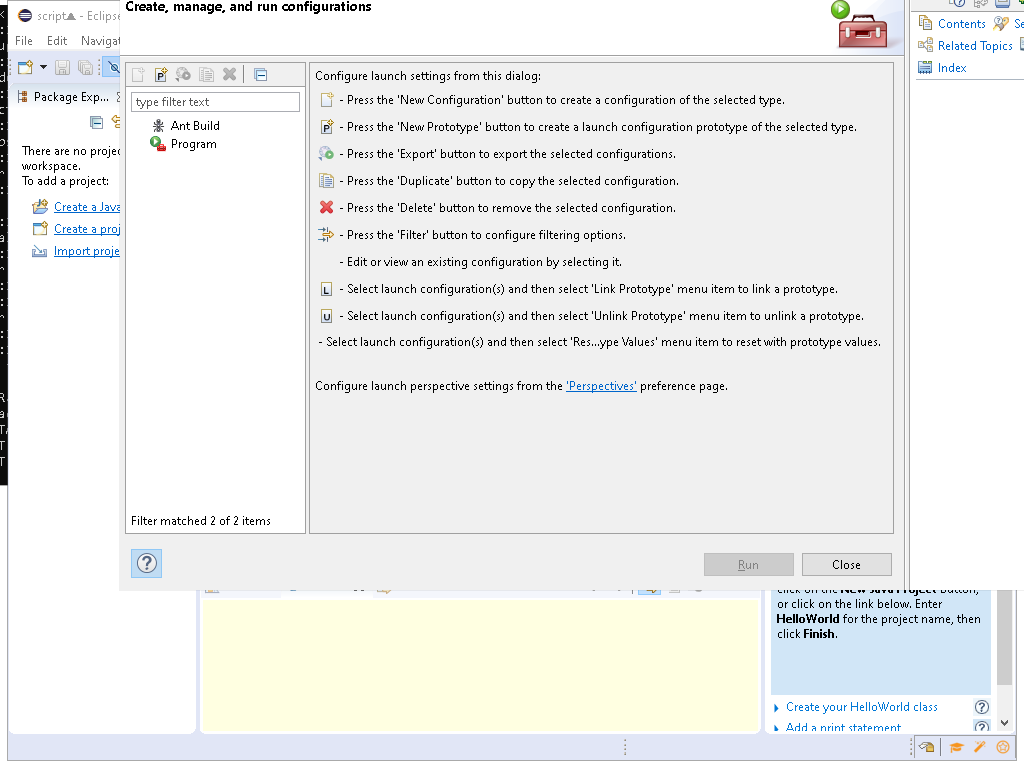 script
- Eclipse
Create, manage, and run configurations
File Edit Navigat
Package Exp...
There are no projec
workspace.
To add a project:
Create a Java
Create a proj
Import proje
type filter text
Ant Build
Program
Filter matched 2 of 2 items
Configure launch settings from this dialog:
- Press the 'New Configuration' button to create a configuration of the selected type.
- Press the 'New Prototype' button to create a launch configuration prototype of the selected type.
- Press the 'Export' button to export the selected configurations.
- Press the 'Duplicate' button to copy the selected configuration.
- Press the 'Delete' button to remove the selected configuration.
- Press the 'Filter' button to configure filtering options.
- Edit or view an existing configuration by selecting it.
L - Select launch configuration(s) and then select 'Link Prototype' menu item to link a prototype.
U - Select launch configuration(s) and then select 'Unlink Prototype' menu item to unlink a prototype.
- Select launch configuration(s) and then select 'Res...ype Values' menu item to reset with prototype values.
Configure launch perspective settings from the 'Perspectives' preference page.
Run Close
Contents Se
Related Topics
Index
click on the New Java Project button,
or click on the link below. Enter
HelloWorld for the project name, then
click Finish.
Create your HelloWorld class
Add a print statement